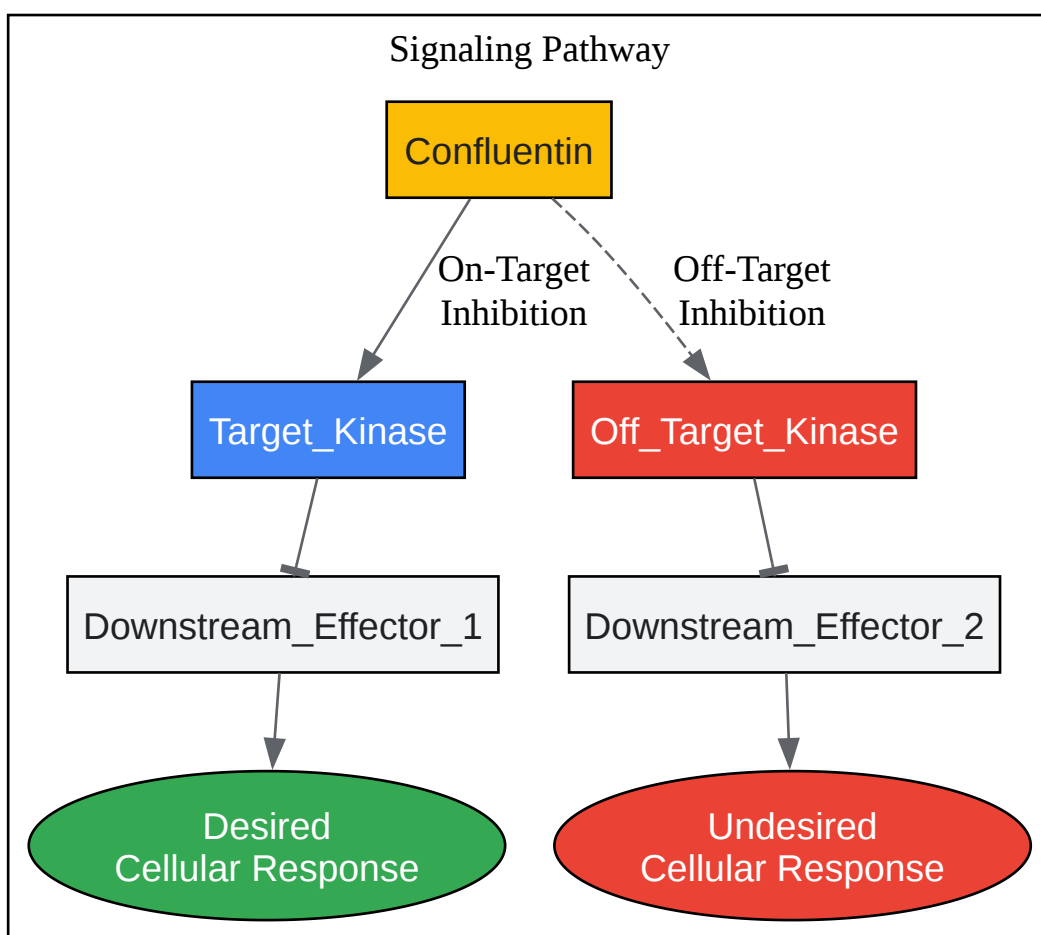 Signaling Pathway
Confluentin
On-Target
Inhibition
Off-Target
Inhibition
Target_Kinase
Off_Target_Kinase
Downstream_Effector_1
Downstream_Effector_2
Desired
Cellular Response
Undesired
Cellular Response